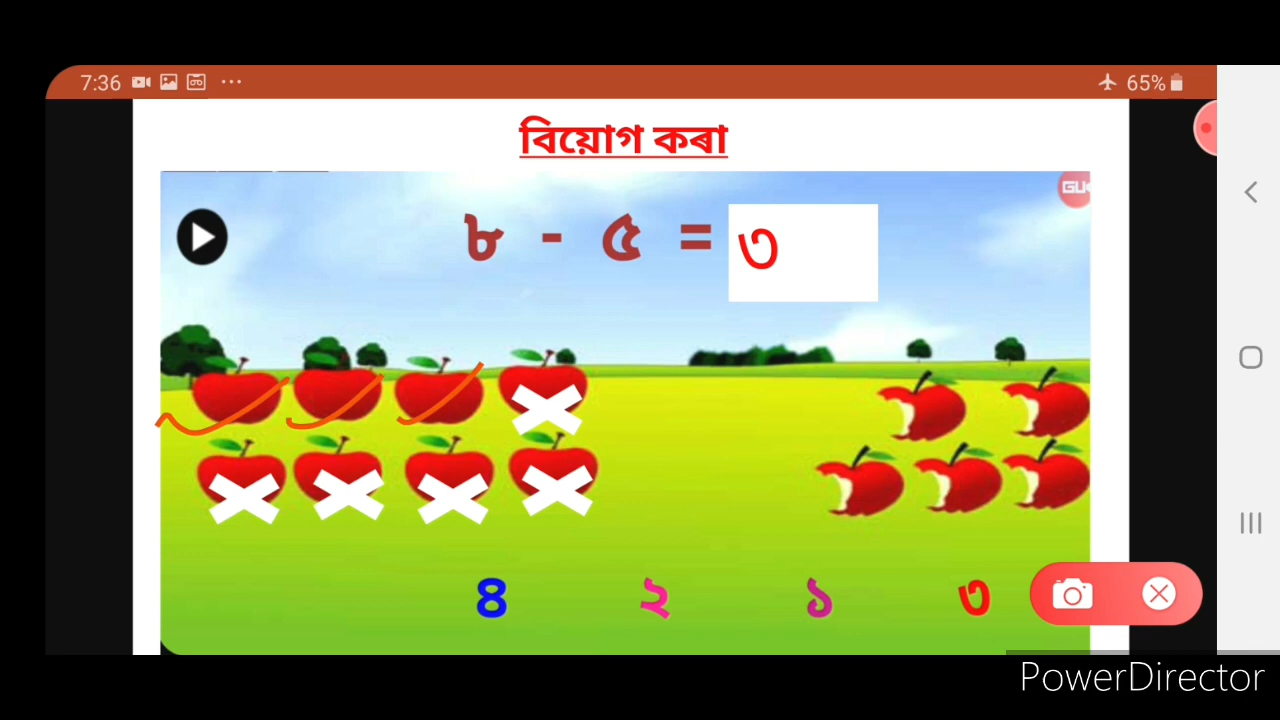 7:36 65%
বিয়োগ কৰা
৮ - ৫ = ৩
৪ ২ ১ ৩
PowerDirector